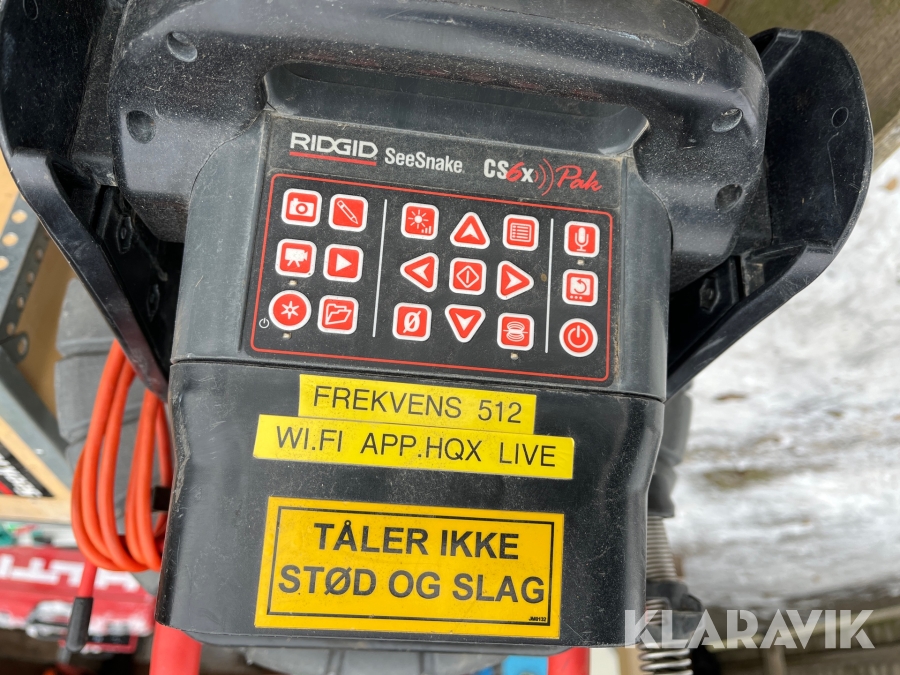 RIDGID SeeSnake CS6x Pak
FREKVENS 512
WI.FI APP.HQX LIVE
TÅLER IKKE
STØD OG SLAG
KLARAVIK